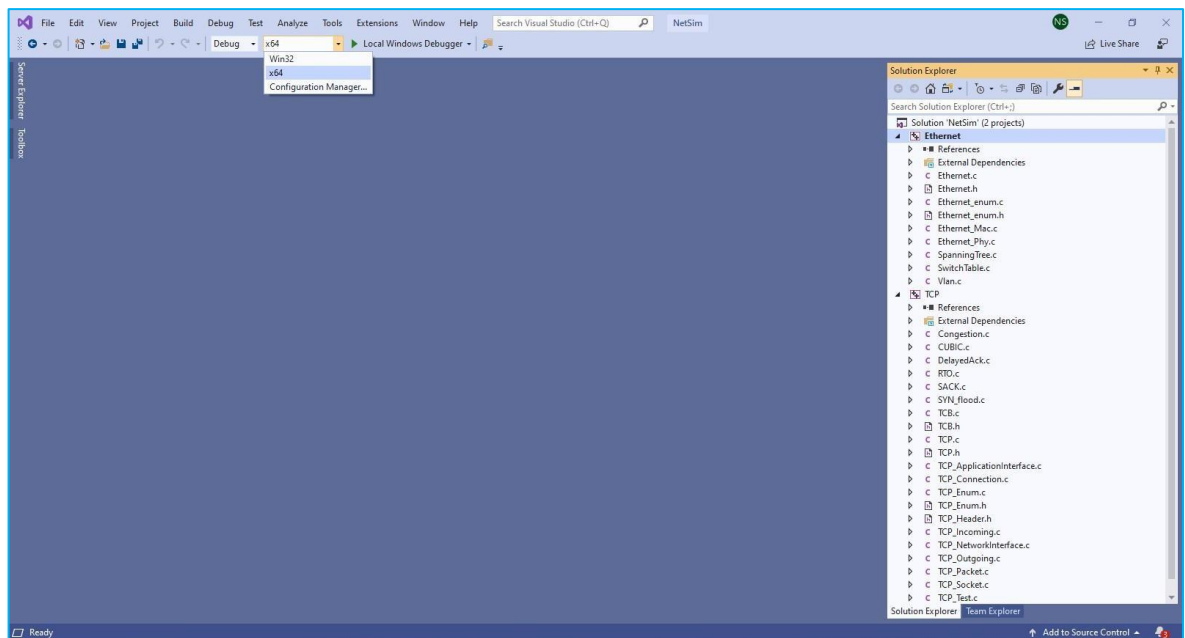 File Edit View Project Build Debug Test Analyze Tools Extensions Window Help Search Visual Studio (Ctrl+Q) NetSim NS
Debug x64 Local Windows Debugger Live Share
Win32
x64
Configuration Manager...
Server Explorer
Toolbox
Solution Explorer
Search Solution Explorer (Ctrl+;)
Solution 'NetSim' (2 projects)
Ethernet
References
External Dependencies
Ethernet.c
Ethernet.h
Ethernet_enum.c
Ethernet_enum.h
Ethernet_Mac.c
Ethernet_Phy.c
SpanningTree.c
SwitchTable.c
Vlan.c
TCP
References
External Dependencies
Congestion.c
CUBIC.c
DelayedAck.c
RTO.c
SACK.c
SYN_flood.c
TCB.c
TCB.h
TCP.c
TCP.h
TCP_ApplicationInterface.c
TCP_Connection.c
TCP_Enum.c
TCP_Enum.h
TCP_Header.h
TCP_Incoming.c
TCP_NetworkInterface.c
TCP_Outgoing.c
TCP_Packet.c
TCP_Socket.c
TCP_Test.c
Solution Explorer Team Explorer
Ready Add to Source Control